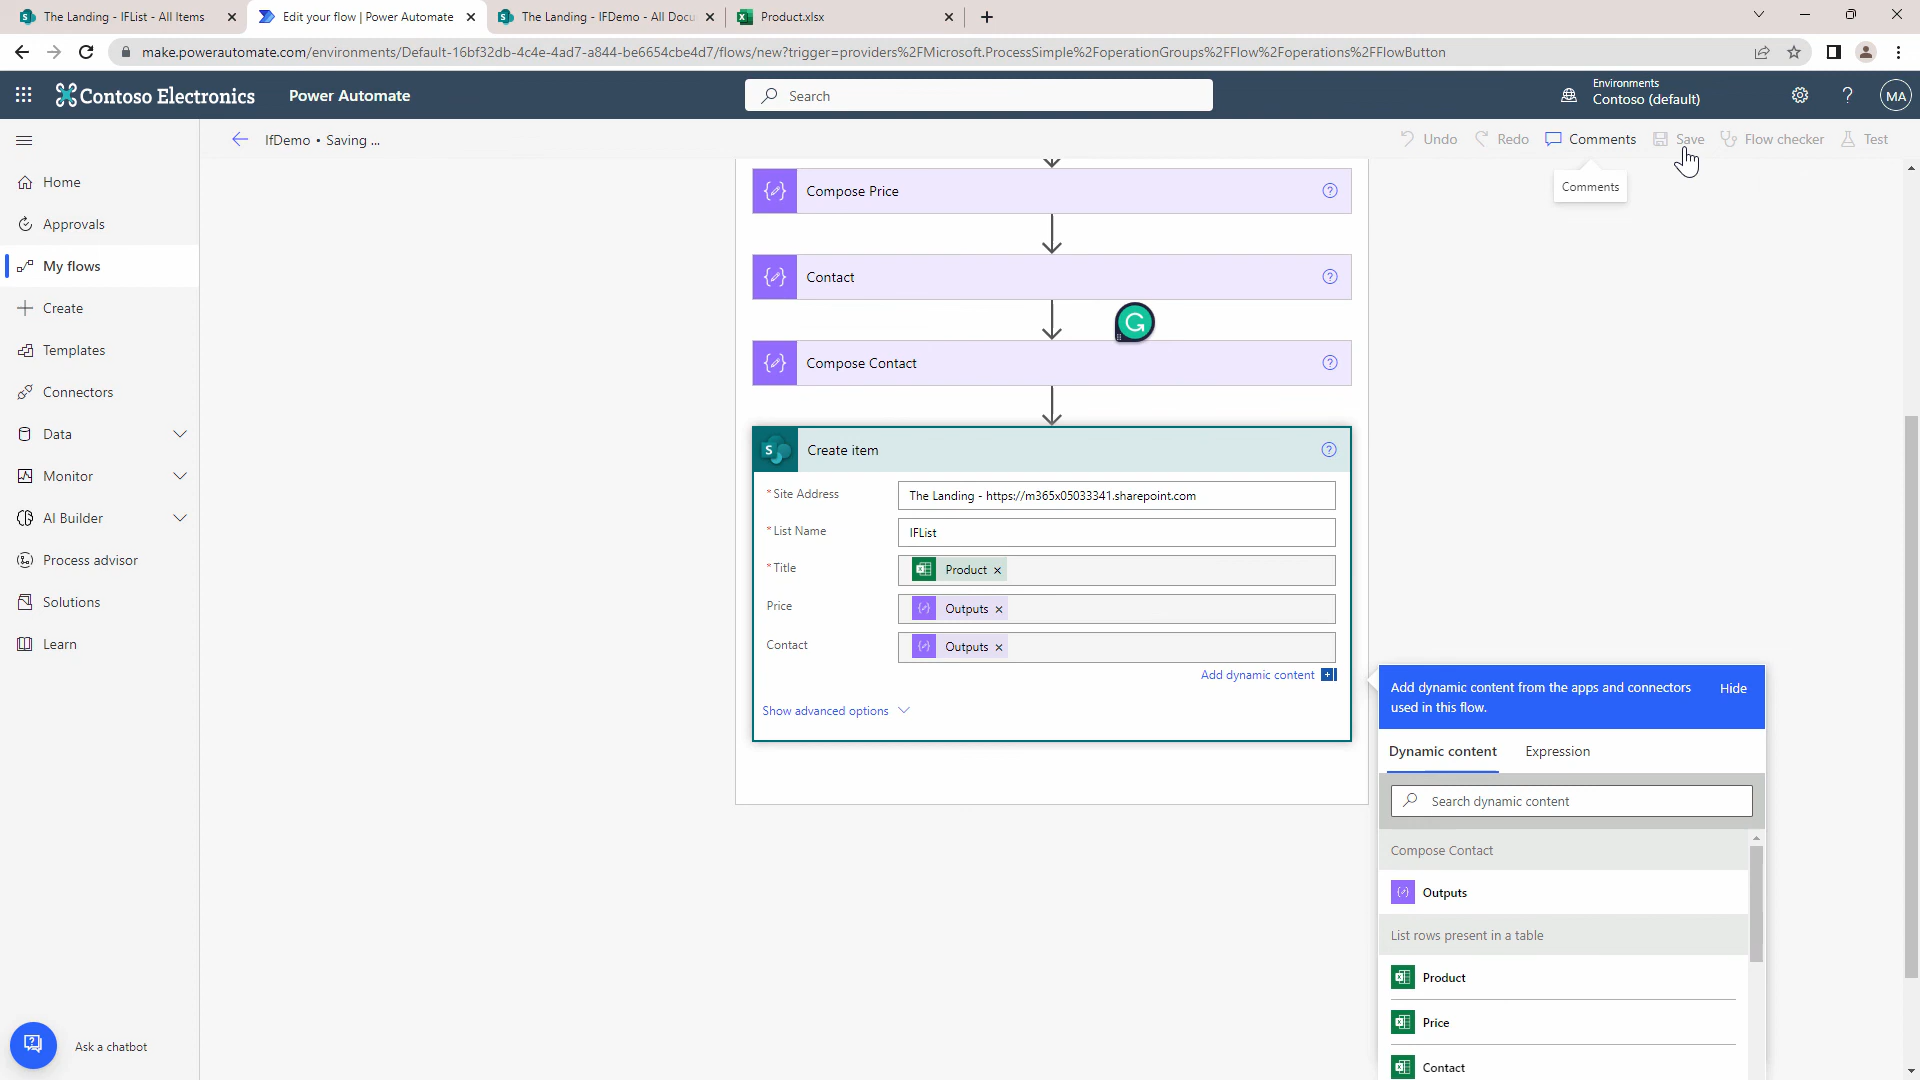 The Landing - IFList - All Items
Edit your flow | Power Automate
The Landing - IFDemo - All Docu
Product.xlsx
make.powerautomate.com/environments/Default-16bf32db-4c4e-4ad7-a844-be6654cbe4d7/flows/new?trigger=providers%2FMicrosoft.ProcessSimple%2FoperationGroups%2FFlow%2Foperations%2FFlowButton
Contoso Electronics
Power Automate
Search
Environments
Contoso (default)
?
MA
IfDemo • Saving ...
Undo
Redo
Comments
Save
Flow checker
Test
Comments
Home
Approvals
My flows
Create
Templates
Connectors
Data
Monitor
AI Builder
Process advisor
Solutions
Learn
Ask a chatbot
Compose Price
Contact
Compose Contact
Create item
*Site Address
The Landing - https://m365x05033341.sharepoint.com
*List Name
IFList
*Title
Product
Price
Outputs
Contact
Outputs
Add dynamic content
Show advanced options
Add dynamic content from the apps and connectors
used in this flow.
Hide
Dynamic content
Expression
Search dynamic content
Compose Contact
Outputs
List rows present in a table
Product
Price
Contact